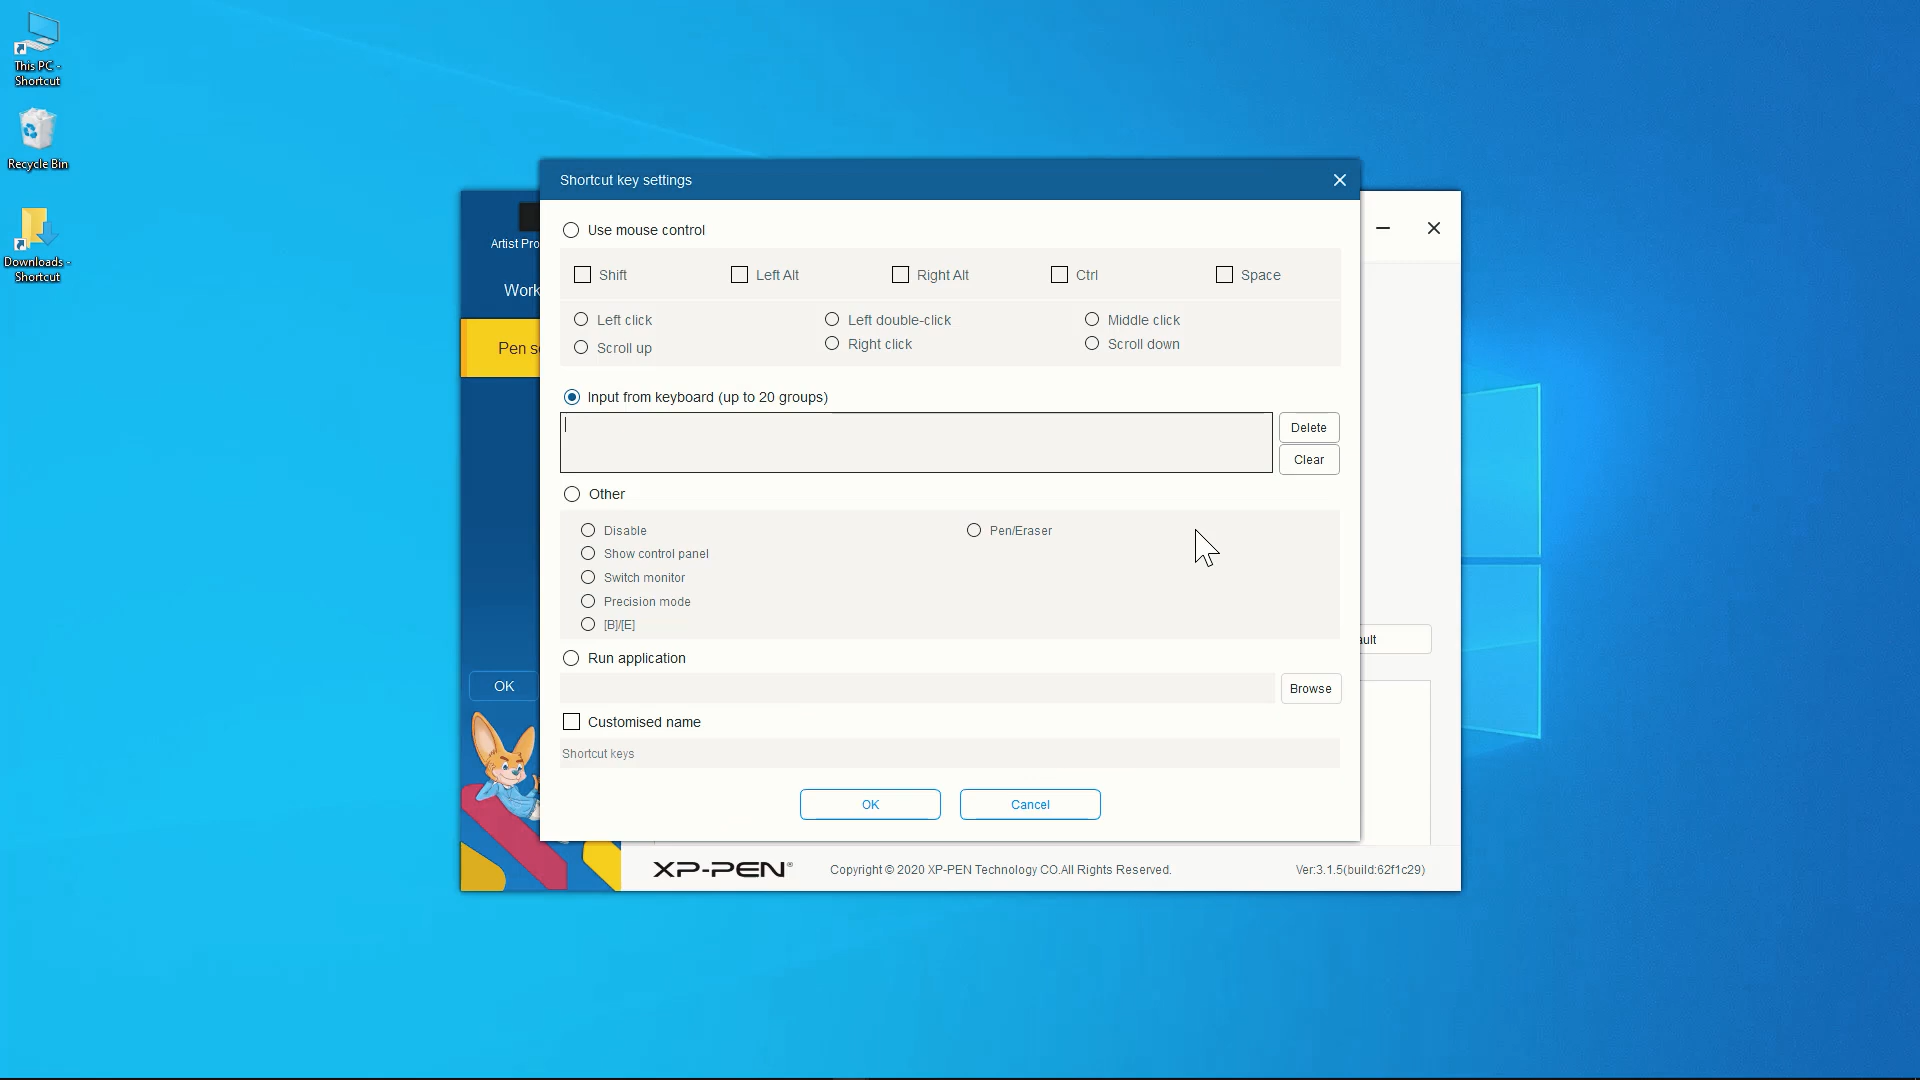 This PC -
Shortcut
Recycle Bin
Downloads -
Shortcut
Shortcut key settings
Artist Pro
Work
Pen s
OK
Use mouse control
Shift
Left Alt
Right Alt
Ctrl
Space
Left click
Left double-click
Middle click
Scroll up
Right click
Scroll down
Input from keyboard (up to 20 groups)
Delete
Clear
Other
Disable
Pen/Eraser
Show control panel
Switch monitor
Precision mode
[B]/[E]
ault
Run application
Browse
Customised name
Shortcut keys
OK
Cancel
XP-PEN®
Copyright © 2020 XP-PEN Technology CO.All Rights Reserved.
Ver:3.1.5(build:62f1c29)